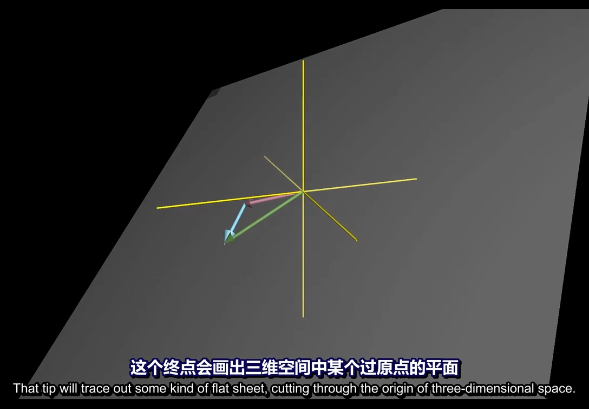 这个终点会画出三维空间中某个过原点的平面
That tip will trace out some kind of flat sheet, cutting through the origin of three-dimensional space.